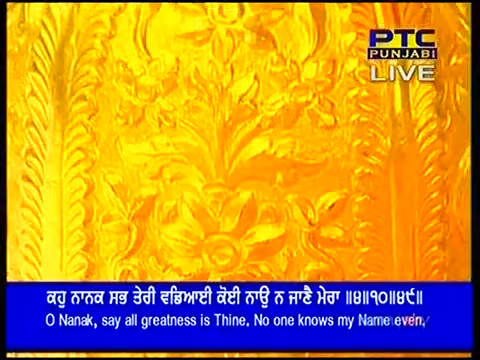 PTC
PUNJABI
LIVE
ਕਹੁ ਨਾਨਕ ਸਭ ਤੇਰੀ ਵਡਿਆਈ ਕੋਈ ਨਾਉ ਨ ਜਾਣੈ ਮੇਰਾ ॥੪॥੧੦॥੪੯॥
O Nanak, say all greatness is Thine. No one knows my Name even.